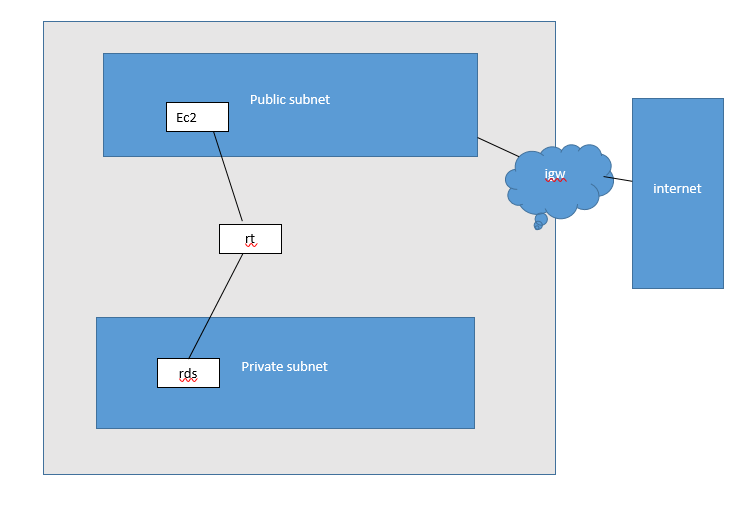 Public subnet
Ec2
igw
internet
rt
Private subnet
rds